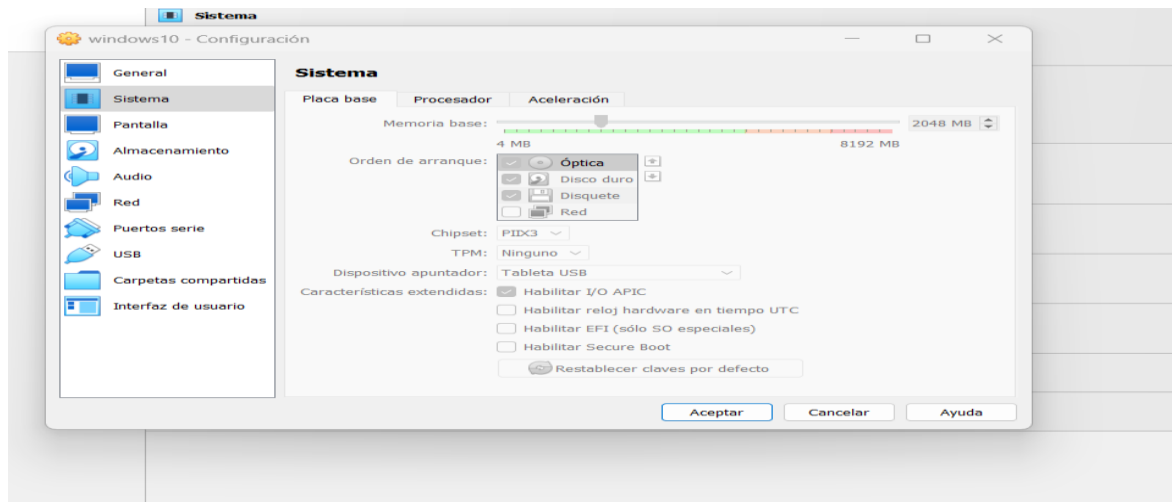 Sistema
windows10 - Configuración
General
Sistema
Pantalla
Almacenamiento
Audio
Red
Puertos serie
USB
Carpetas compartidas
Interfaz de usuario
Sistema
Placa base Procesador Aceleración
Memoria base: 2048 MB
4 MB 8192 MB
Orden de arranque: Óptica
Disco duro
Disquete
Red
Chipset: PIIX3
TPM: Ninguno
Dispositivo apuntador: Tableta USB
Características extendidas: Habilitar I/O APIC
Habilitar reloj hardware en tiempo UTC
Habilitar EFI (sólo SO especiales)
Habilitar Secure Boot
Restablecer claves por defecto
Aceptar Cancelar Ayuda